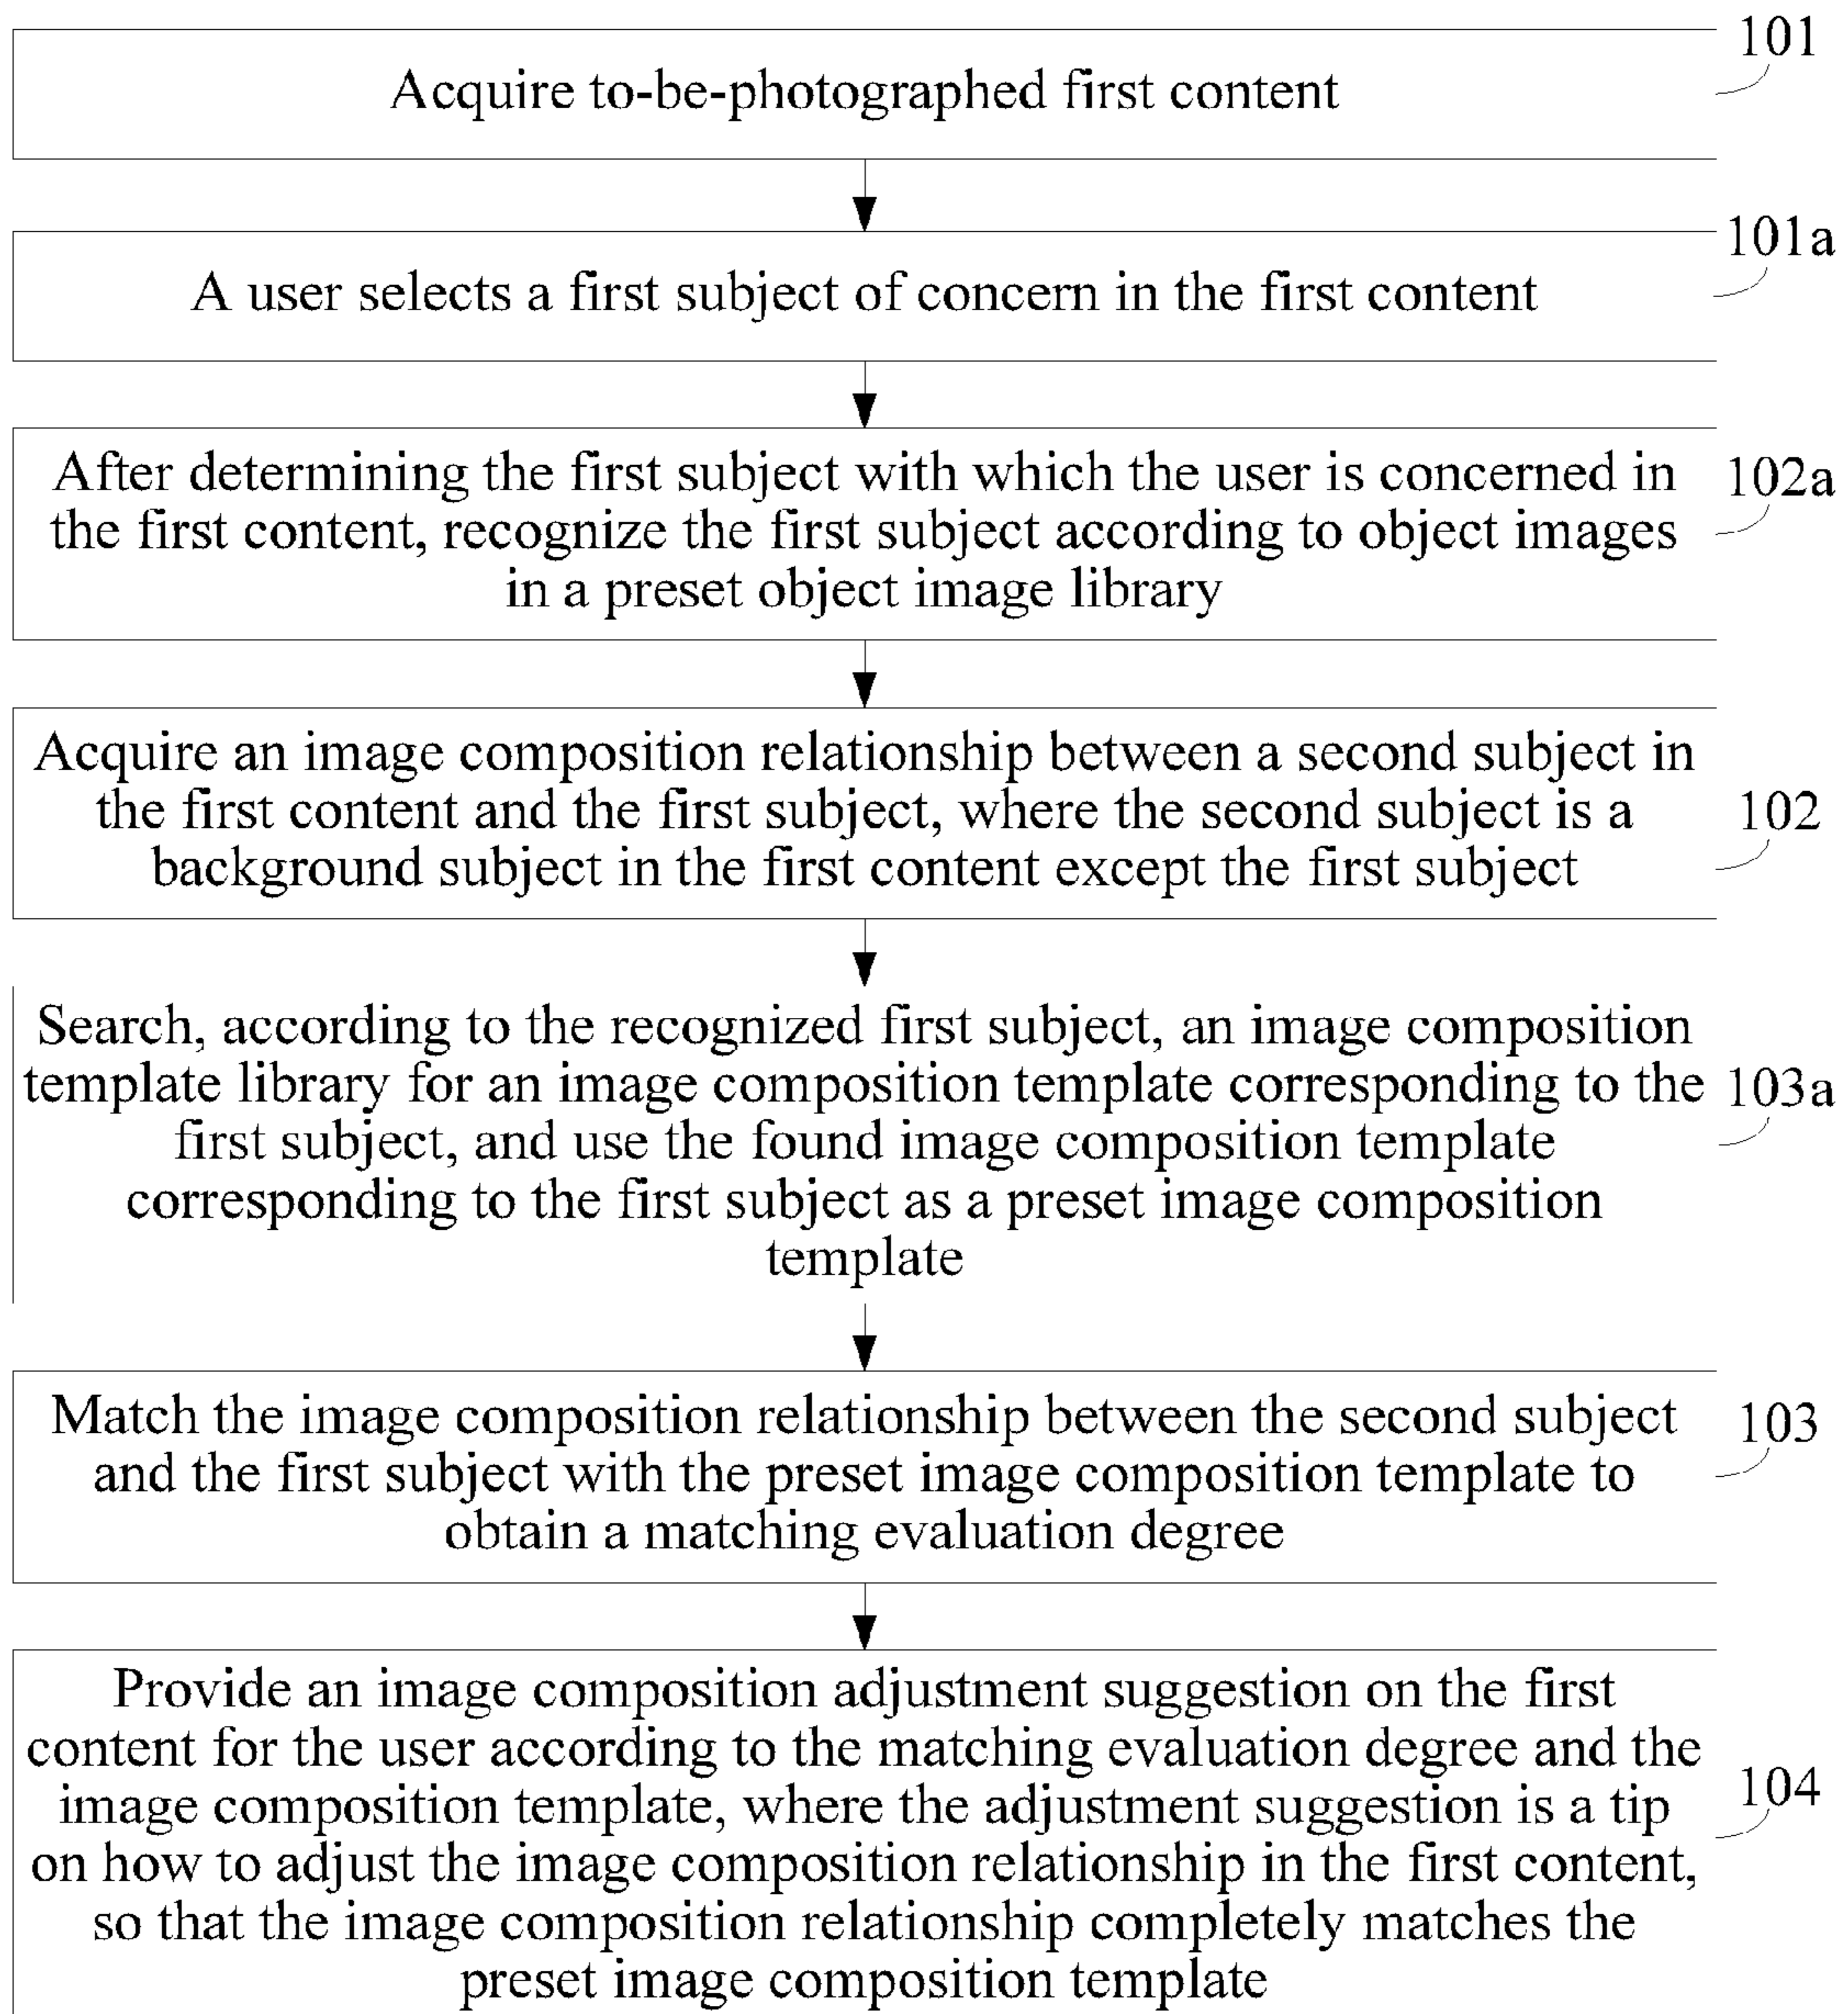 101
Acquire to-be-photographed first content
101a
A user selects a first subject of concern in the first content
After determining the first subject with which the user is concerned in
the first content, recognize the first subject according to object images
in a preset object image library
102a
Acquire an image composition relationship between a second subject in
the first content and the first subject, where the second subject is a
background subject in the first content except the first subject
102
Search, according to the recognized first subject, an image composition
template library for an image composition template corresponding to the
first subject, and use the found image composition template
corresponding to the first subject as a preset image composition
template
103a
Match the image composition relationship between the second subject
and the first subject with the preset image composition template to
obtain a matching evaluation degree
103
Provide an image composition adjustment suggestion on the first
content for the user according to the matching evaluation degree and the
image composition template, where the adjustment suggestion is a tip
on how to adjust the image composition relationship in the first content,
so that the image composition relationship completely matches the
preset image composition template
104